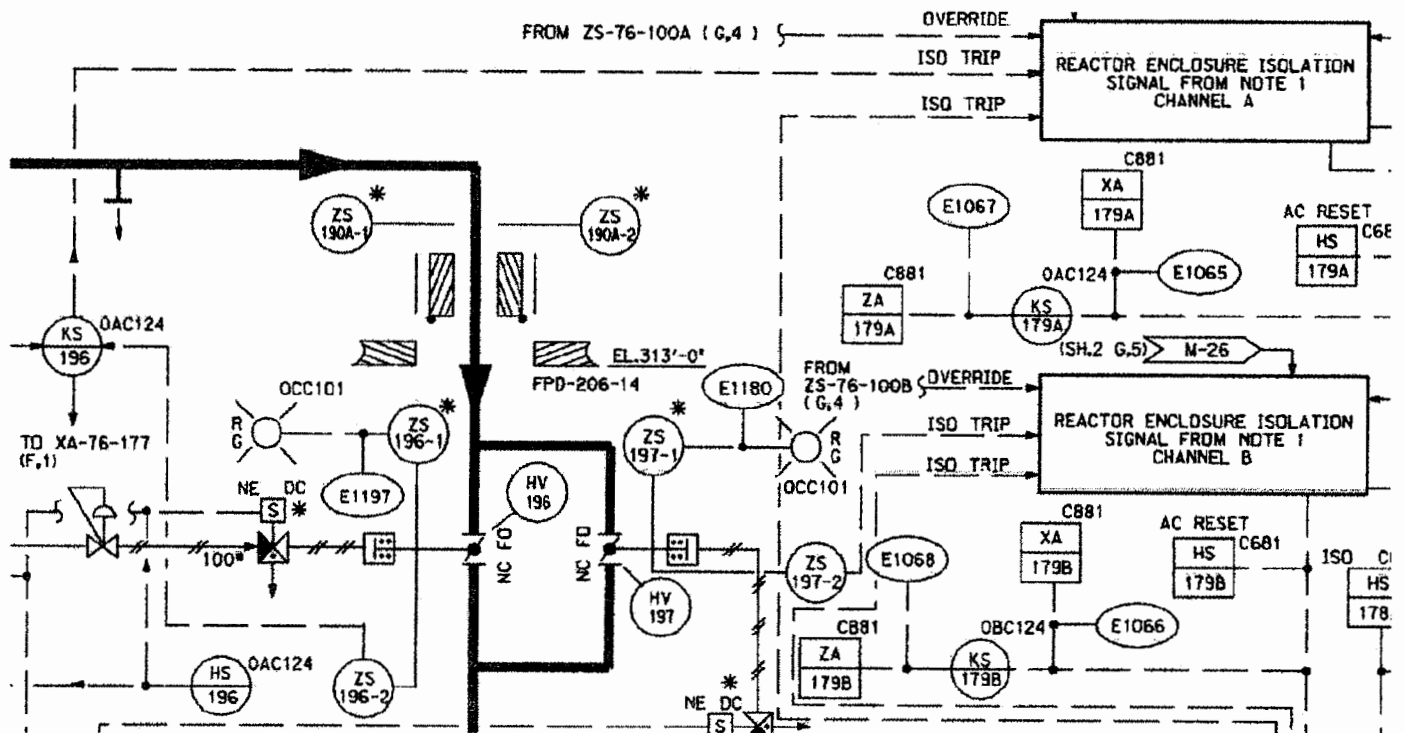 FROM ZS-76-100A (G,4)
OVERRIDE
ISO TRIP
ISO TRIP
REACTOR ENCLOSURE ISOLATION
SIGNAL FROM NOTE 1
CHANNEL A
ZS
190A-1
*
ZS
190A-2
*
E1067
C881
XA
179A
AC RESET
HS
179A
C68
C881
ZA
179A
OAC124
KS
179A
E1065
KS
196
OAC124
TO XA-76-177
(F,1)
EL.313'-0"
FPD-206-14
(SH.2 G,5)
M-26
OCC101
R
G
ZS
196-1
*
E1197
E1180
ZS
197-1
*
FROM
ZS-76-100B
(G,4)
OVERRIDE
ISO TRIP
ISO TRIP
R
G
OCC101
REACTOR ENCLOSURE ISOLATION
SIGNAL FROM NOTE 1
CHANNEL B
NE DC
S
*
100#
HV
196
NC FO
NC FO
HV
197
ZS
197-2
E1068
C881
XA
179B
AC RESET
HS
179B
C681
ISO
HS
178
HS
196
OAC124
ZS
196-2
C881
ZA
179B
OBC124
KS
179B
E1066
*
NE DC
S